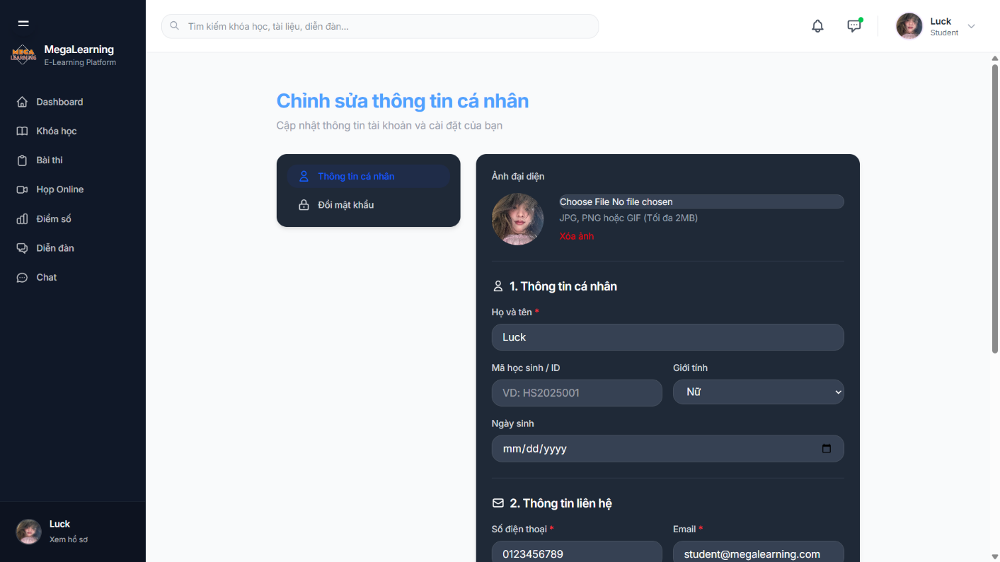 Tìm kiếm khóa học, tài liệu, diễn đàn...
Luck
Student
MEGA
LEARNING
MegaLearning
E-Learning Platform
Dashboard
Khóa học
Bài thi
Họp Online
Điểm số
Diễn đàn
Chat
Luck
Xem hồ sơ
Chỉnh sửa thông tin cá nhân
Cập nhật thông tin tài khoản và cài đặt của bạn
Thông tin cá nhân
Đổi mật khẩu
Ảnh đại diện
Choose File No file chosen
JPG, PNG hoặc GIF (Tối đa 2MB)
Xóa ảnh
1. Thông tin cá nhân
Họ và tên *
Luck
Mã học sinh / ID
Giới tính
VD: HS2025001
Nữ
Ngày sinh
mm/dd/yyyy
2. Thông tin liên hệ
Số điện thoại *
Email *
0123456789
student@megalearning.com